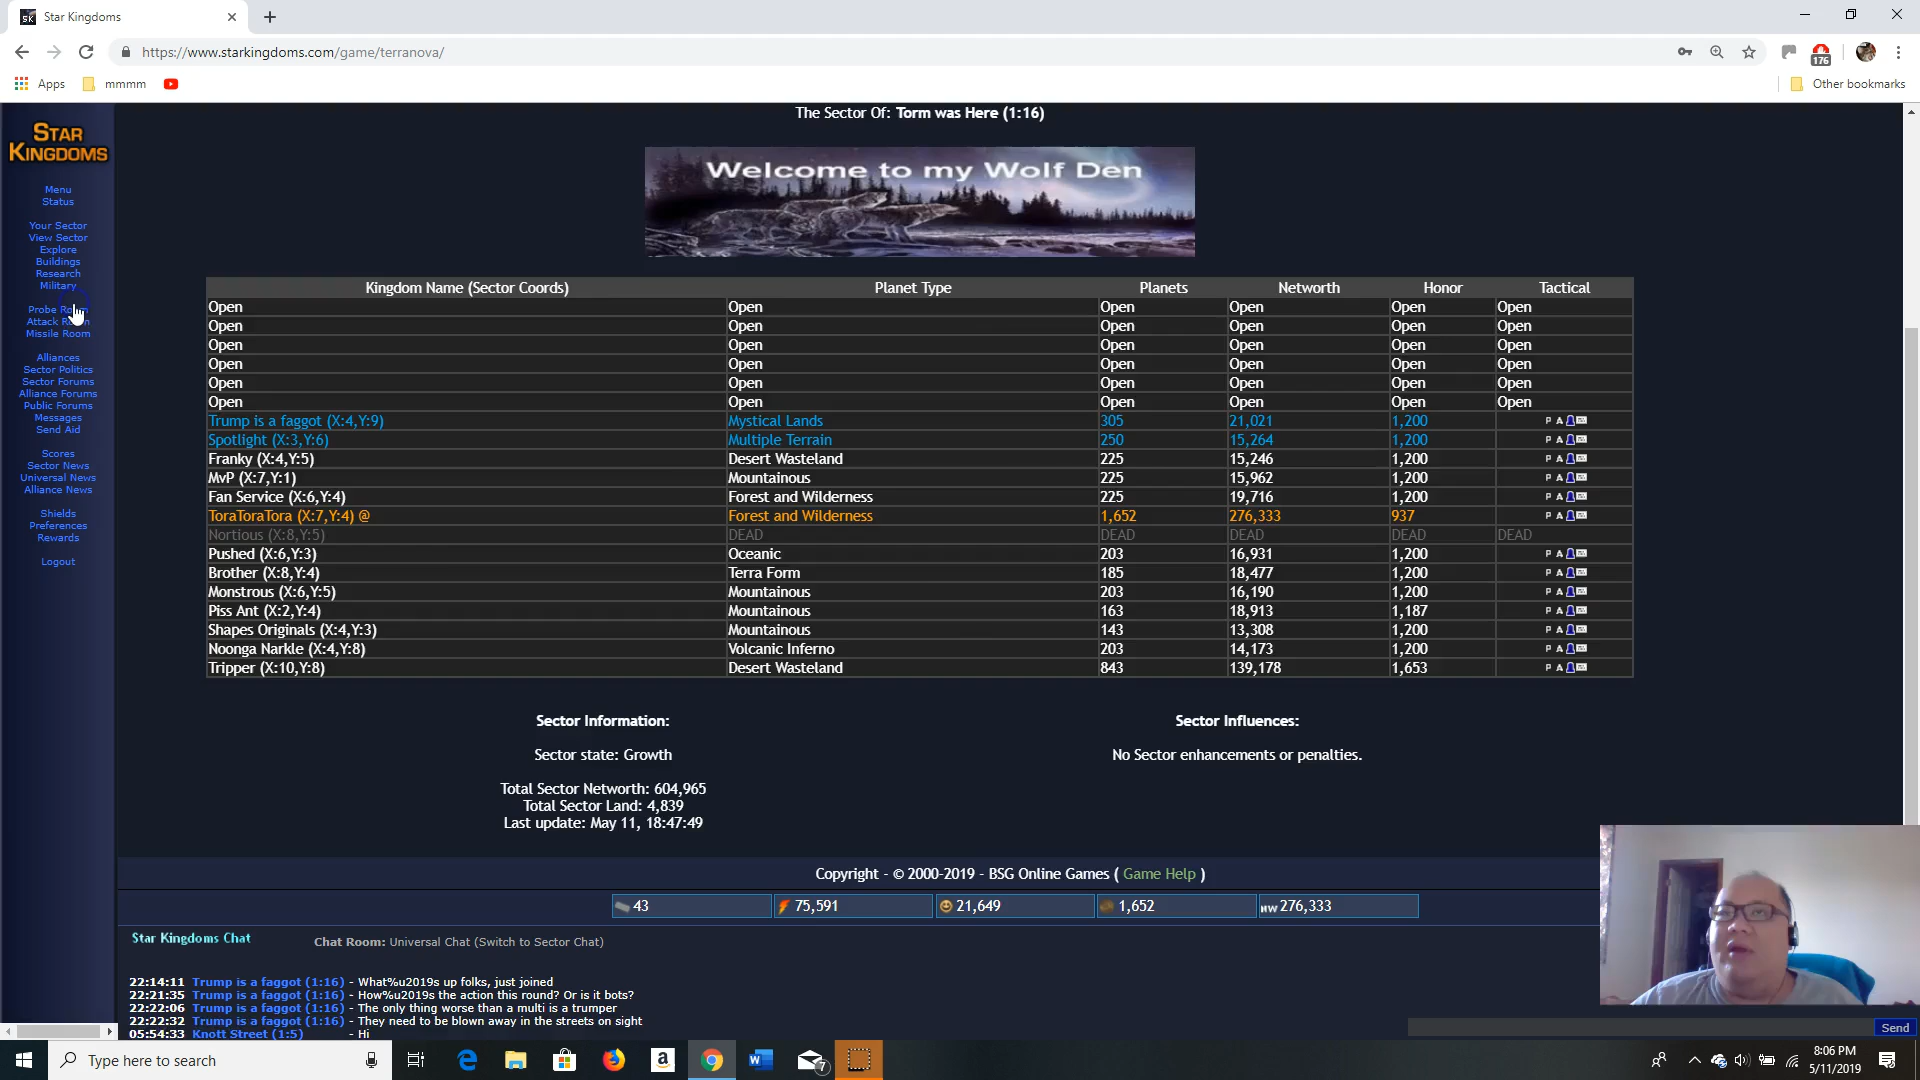 Star Kingdoms
https://www.starkingdoms.com/game/terranova/
176
Apps
mmmm
Other bookmarks
STAR
KINGDOMS
Menu
Status
Your Sector
View Sector
Explore
Buildings
Research
Military
Probe
Attack
Missile Room
Alliances
Sector Politics
Sector Forums
Alliance Forums
Public Forums
Messages
Send Aid
Scores
Sector News
Universal News
Alliance News
Shields
Preferences
Rewards
Logout
The Sector Of: Torm was Here (1:16)
Welcome to my Wolf Den
Kingdom Name (Sector Coords) Planet Type Planets Networth Honor Tactical
Open Open Open Open Open Open
Open Open Open Open Open Open
Open Open Open Open Open Open
Open Open Open Open Open Open
Open Open Open Open Open Open
Open Open Open Open Open Open
Trump is a faggot (X:4,Y:9) Mystical Lands 305 21,021 1,200 P A
Spotlight (X:3,Y:6) Multiple Terrain 250 15,264 1,200 P A
Franky (X:4,Y:5) Desert Wasteland 225 15,246 1,200 P A
MvP (X:7,Y:1) Mountainous 225 15,962 1,200 P A
Fan Service (X:6,Y:4) Forest and Wilderness 225 19,716 1,200 P A
ToraToraTora (X:7,Y:4) @ Forest and Wilderness 1,652 276,333 937 P A
Nortious (X:8,Y:5) DEAD DEAD DEAD DEAD DEAD
Pushed (X:6,Y:3) Oceanic 203 16,931 1,200 P A
Brother (X:8,Y:4) Terra Form 185 18,477 1,200 P A
Monstrous (X:6,Y:5) Mountainous 203 16,190 1,200 P A
Piss Ant (X:2,Y:4) Mountainous 163 18,913 1,187 P A
Shapes Originals (X:4,Y:3) Mountainous 143 13,308 1,200 P A
Noonga Narkle (X:4,Y:8) Volcanic Inferno 203 14,173 1,200 P A
Tripper (X:10,Y:8) Desert Wasteland 843 139,178 1,653 P A
Sector Information:
Sector state: Growth
Total Sector Networth: 604,965
Total Sector Land: 4,839
Last update: May 11, 18:47:49
Sector Influences:
No Sector enhancements or penalties.
Copyright - © 2000-2019 - BSG Online Games ( Game Help )
43 75,591 21,649 1,652 NW 276,333
Star Kingdoms Chat
Chat Room: Universal Chat (Switch to Sector Chat)
22:14:11 Trump is a faggot (1:16) - What%u2019s up folks, just joined
22:21:35 Trump is a faggot (1:16) - How%u2019s the action this round? Or is it bots?
22:22:06 Trump is a faggot (1:16) - The only thing worse than a multi is a trumper
22:22:32 Trump is a faggot (1:16) - They need to be blown away in the streets on sight
05:54:33 Knott Street (1:5) - Hi
Send
Type here to search
7
8:06 PM
5/11/2019